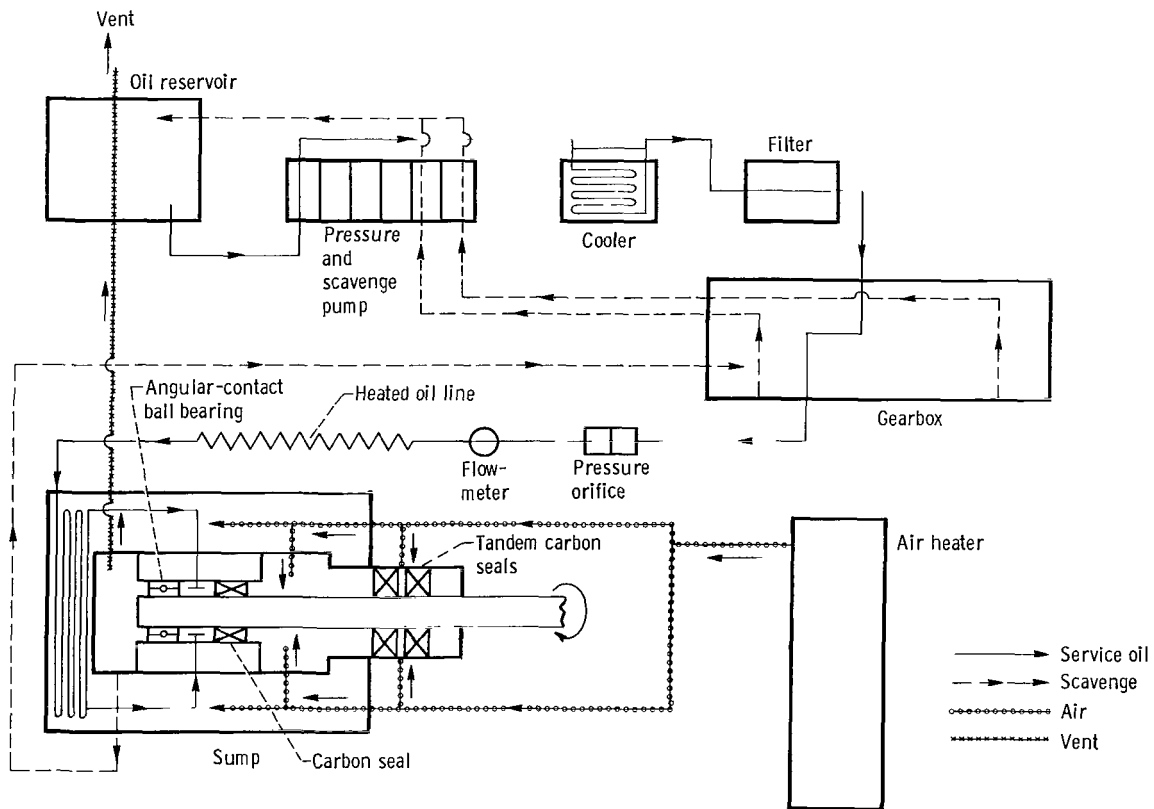 Vent
Oil reservoir
Filter
Cooler
Pressure
and
scavenge
pump
Angular-contact
ball bearing
Heated oil line
Gearbox
Flow-
meter
Pressure
orifice
Tandem carbon
seals
Air heater
Service oil
Scavenge
Air
Vent
Sump
Carbon seal